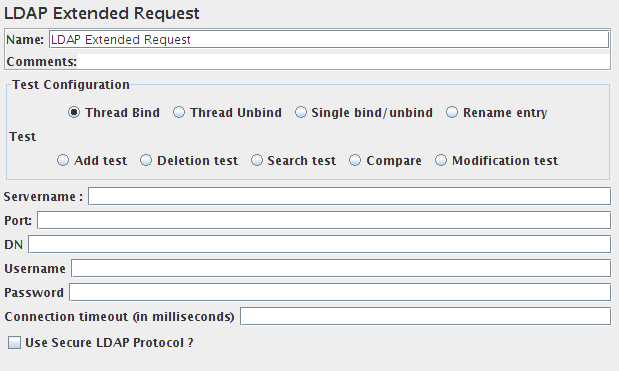 LDAP Extended Request
Name: LDAP Extended Request
Comments:
Test Configuration
Thread Bind Thread Unbind Single bind/unbind Rename entry
Test
Add test Deletion test Search test Compare Modification test
Servername :
Port:
DN
Username
Password
Connection timeout (in milliseconds)
Use Secure LDAP Protocol ?